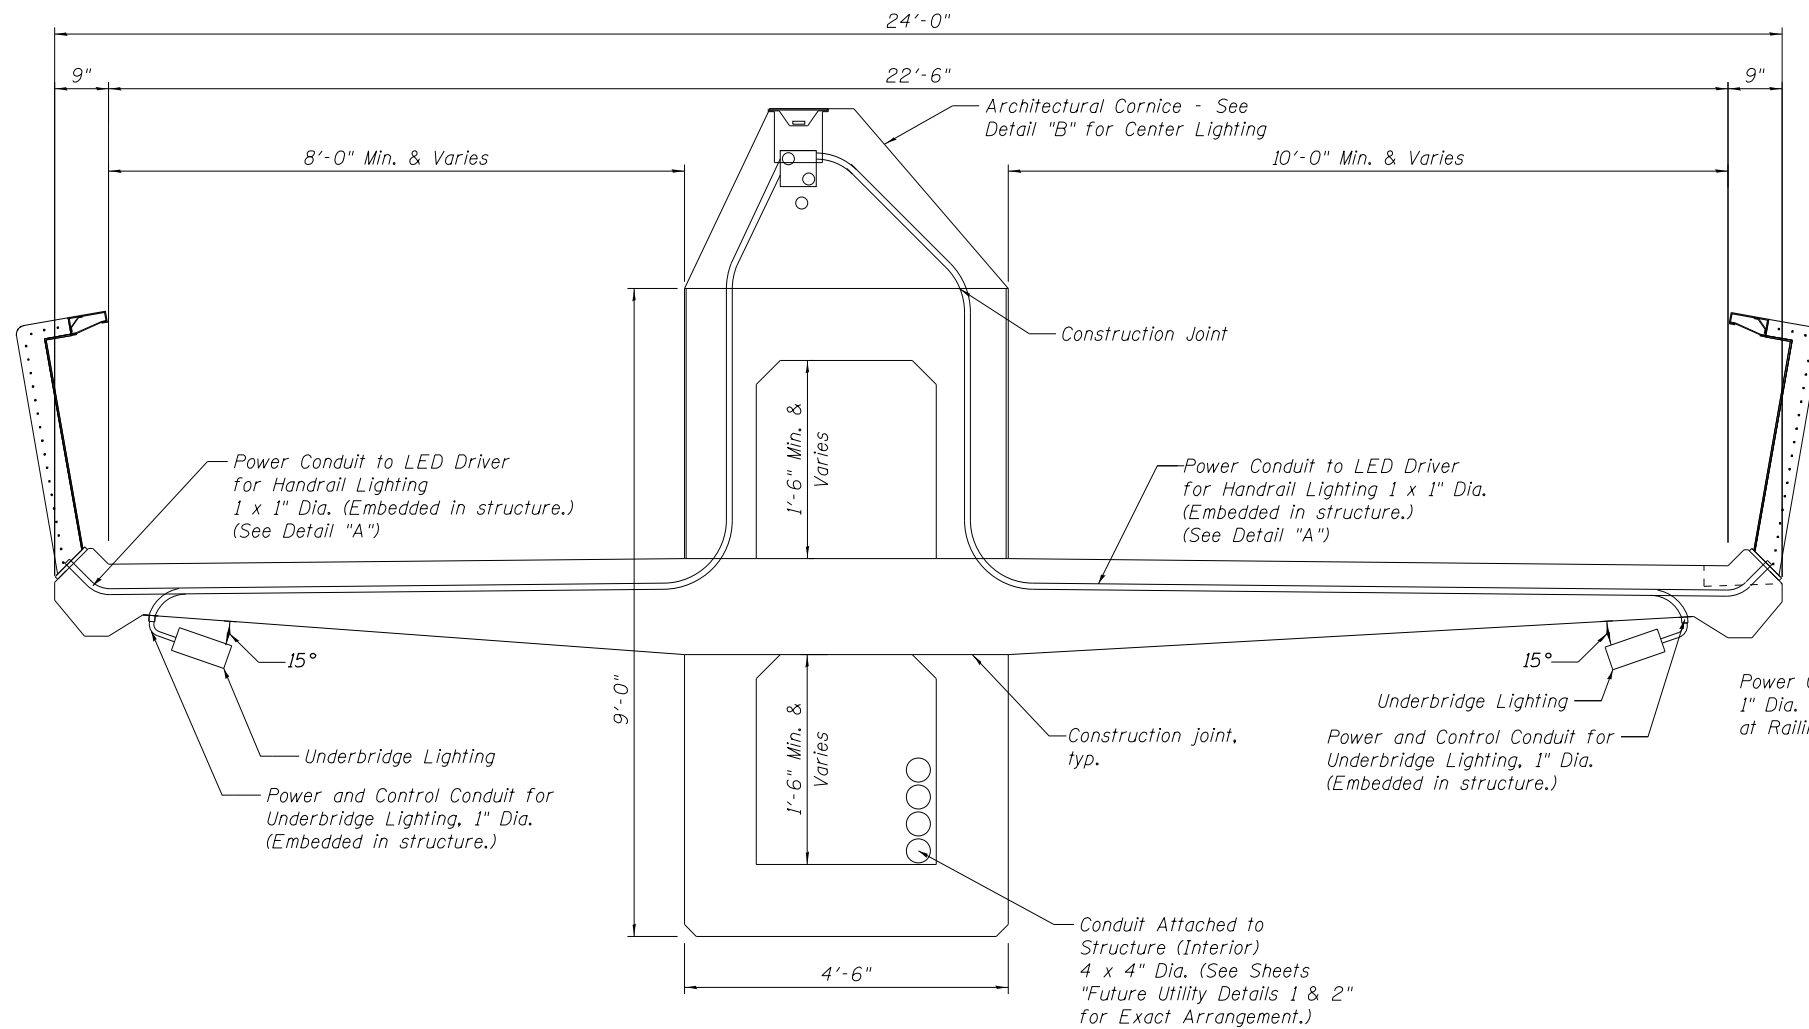 24'-0"
9"
22'-6"
9"
Architectural Cornice - See
Detail "B" for Center Lighting
8'-0" Min. & Varies
10'-0" Min. & Varies
Construction Joint
1'-6" Min. &
Varies
Power Conduit to LED Driver
for Handrail Lighting
1 x 1" Dia. (Embedded in structure.)
(See Detail "A")
Power Conduit to LED Driver
for Handrail Lighting 1 x 1" Dia.
(Embedded in structure.)
(See Detail "A")
15°
15°
9'-0"
Underbridge Lighting
Power
1" Dia.
at
1'-6" Min. &
Varies
Construction joint,
typ.
Power and Control Conduit for
Underbridge Lighting, 1" Dia.
(Embedded in structure.)
Underbridge Lighting
Power and Control Conduit for
Underbridge Lighting, 1" Dia.
(Embedded in structure.)
Conduit Attached to
Structure (Interior)
4 x 4" Dia. (See Sheets
"Future Utility Details 1 & 2"
for Exact Arrangement.)
4'-6"